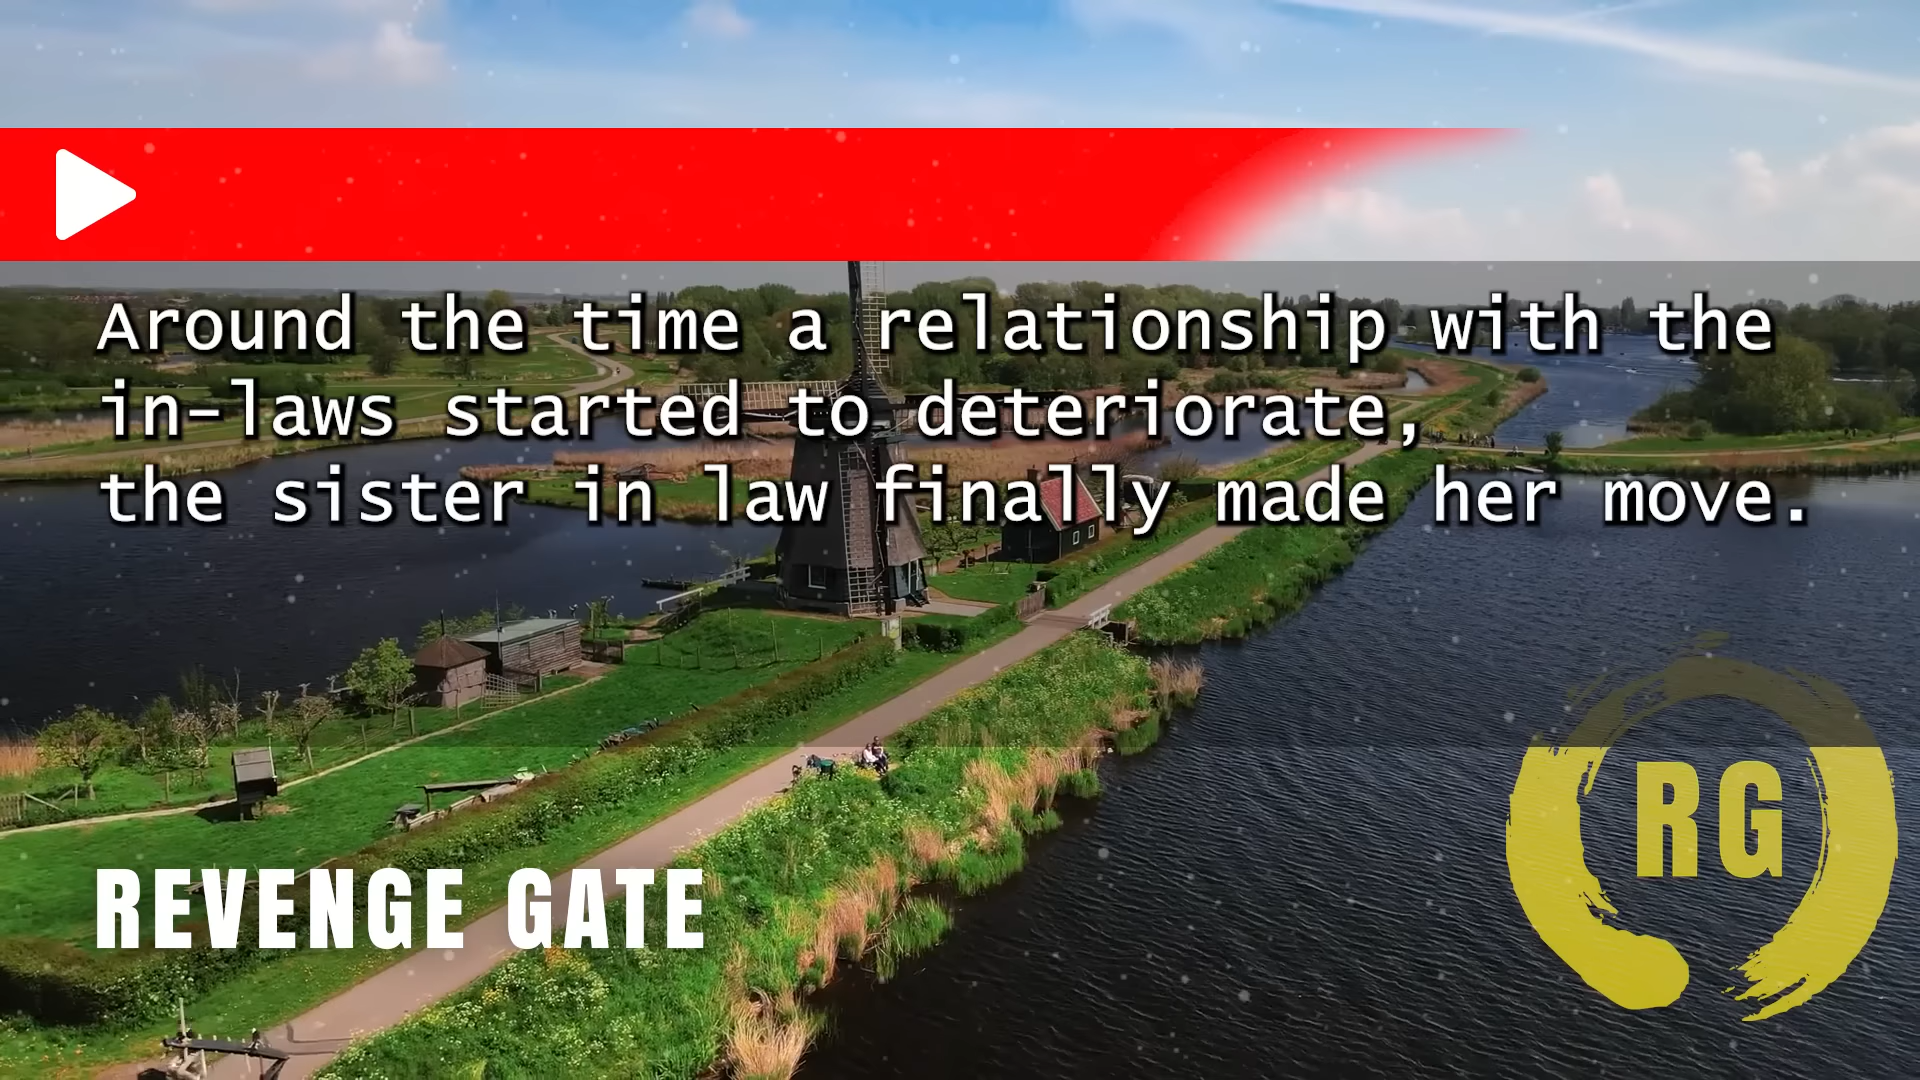 Around the time a relationship with the
in-laws started to deteriorate,
the sister in law finally made her move.
REVENGE GATE
RG